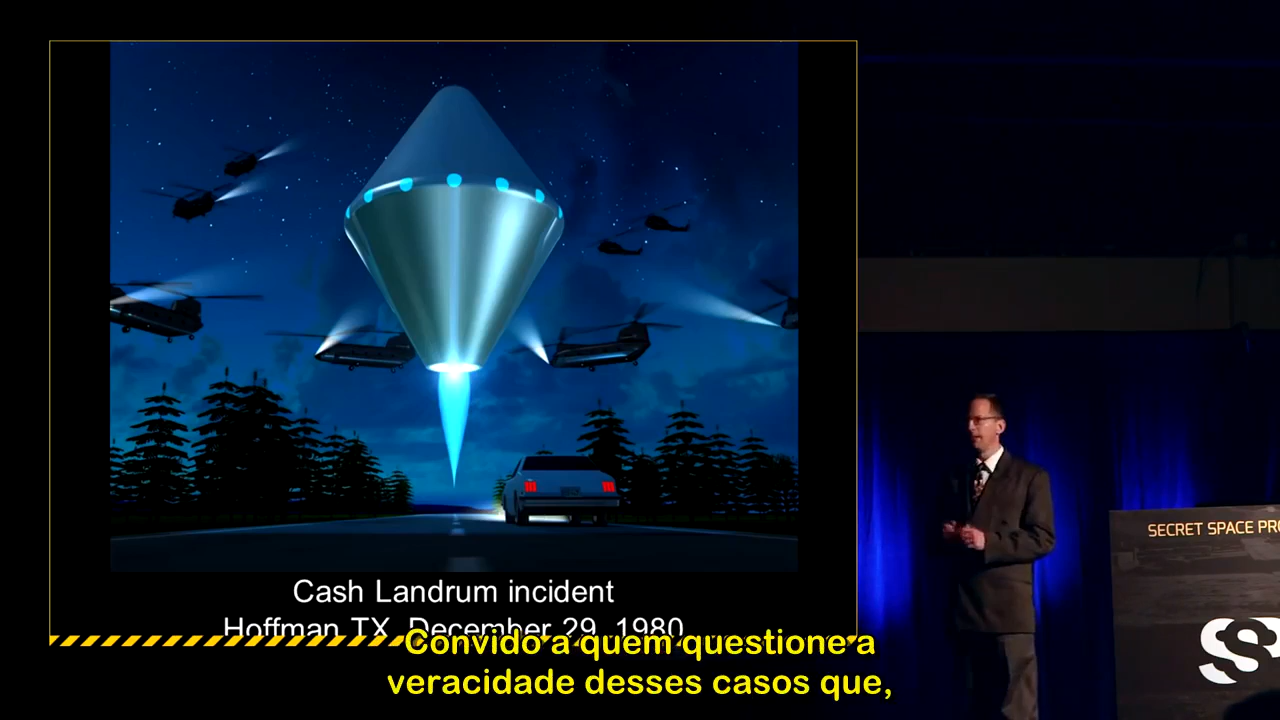 Cash Landrum incident
Hoffman TX, December 29, 1980
SECRET SPACE PRO
Convido a quem questione a
veracidade desses casos que,